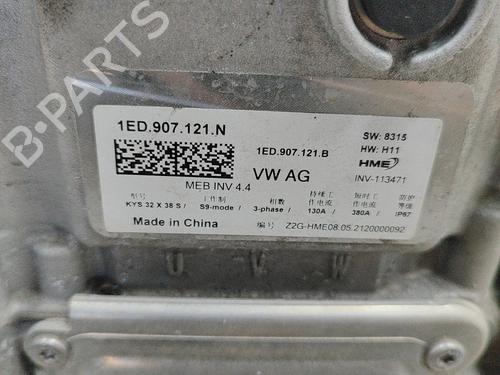 B-PARTS
1ED.907.121.N
1ED.907.121.B
SW: 8315
HW: H11
HME
MEB INV 4.4
VW AG
INV-113471
型号 工作制 相数 持续工作电流 短时工作电流 防护等级
KYS 32 X 38 S / S9-mode / 3-phase / 130A / 380A / IP67
Made in China
编号 Z2G-HME08.05.2120000092
U V W